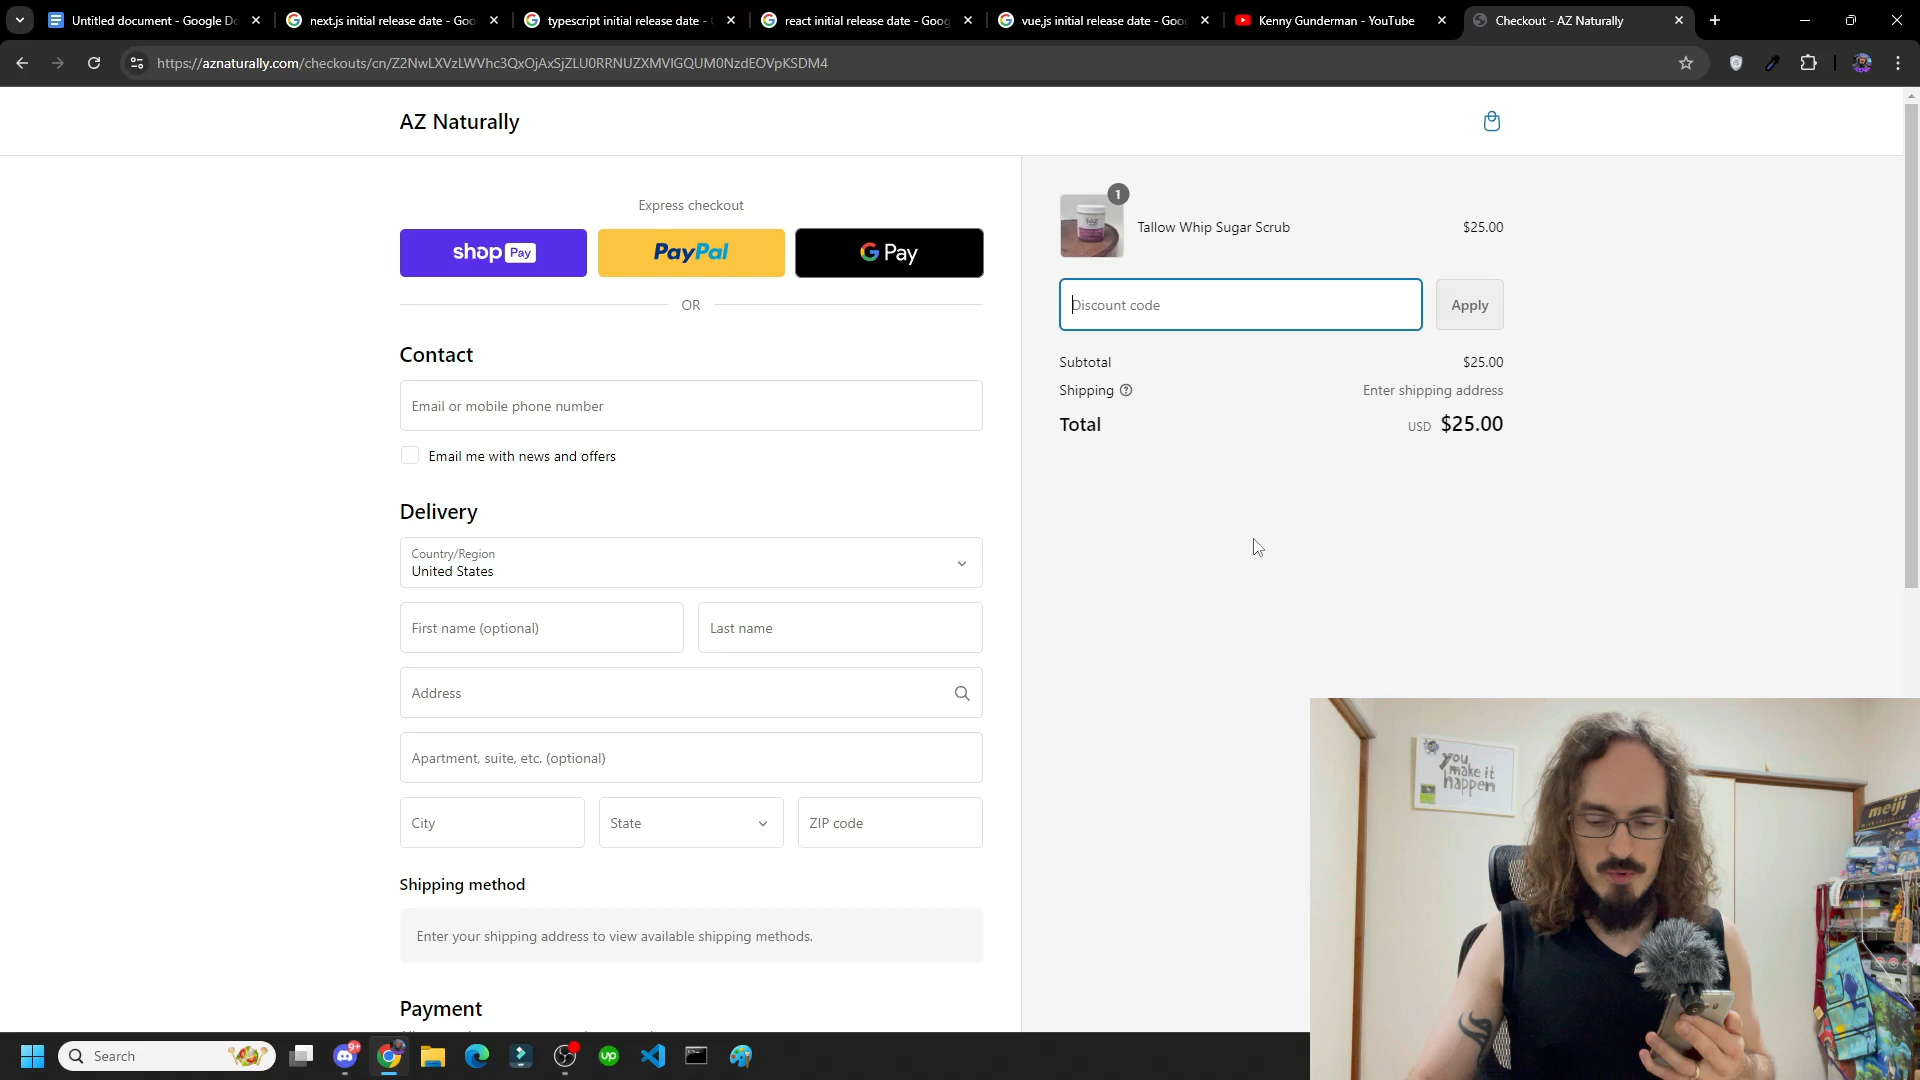 Untitled document - Google Do
next.js initial release date - Goo
typescript initial release date -
react initial release date - Goog
vue.js initial release date - Goog
Kenny Gunderman - YouTube
Checkout - AZ Naturally
https://aznaturally.com/checkouts/cn/Z2NwLXVzLWVhc3QxOjAxSjZLU0RRNUZXMVlGQUM0NzdEOVpKSDM4
AZ Naturally
Express checkout
shop Pay
PayPal
G Pay
OR
Contact
Email or mobile phone number
Email me with news and offers
Delivery
Country/Region
United States
First name (optional)
Last name
Address
Apartment, suite, etc. (optional)
City
State
ZIP code
Shipping method
Enter your shipping address to view available shipping methods.
Payment
1
Tallow Whip Sugar Scrub
$25.00
Discount code
Apply
Subtotal
$25.00
Shipping
Enter shipping address
Total
USD $25.00
you
make it
happen
meiji
Search
9+
up